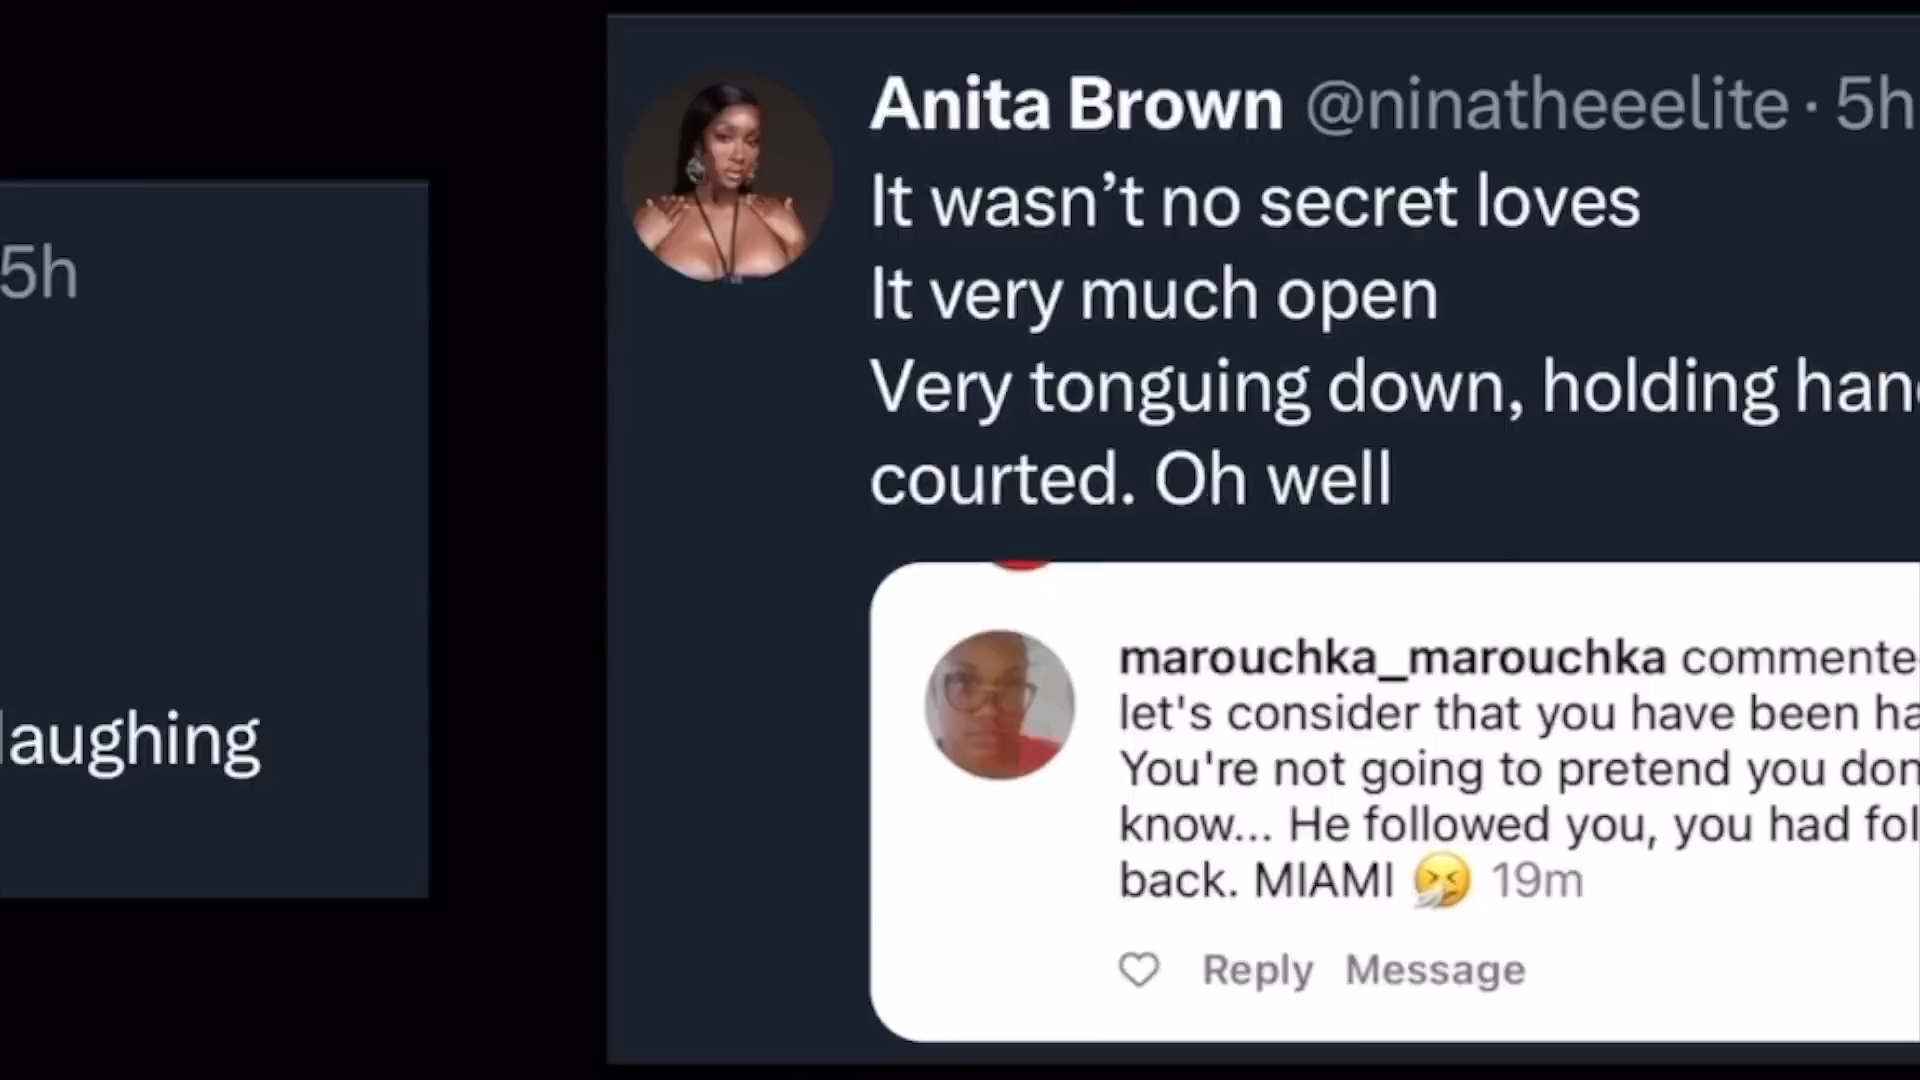 5h
laughing
Anita Brown @ninatheeelite · 5h
It wasn’t no secret loves
It very much open
Very tonguing down, holding
courted. Oh well
marouchka_marouchka
let's consider that you have been
You're not going to pretend you
know... He followed you, you had
back. MIAMI 🤧 19m
Reply Message